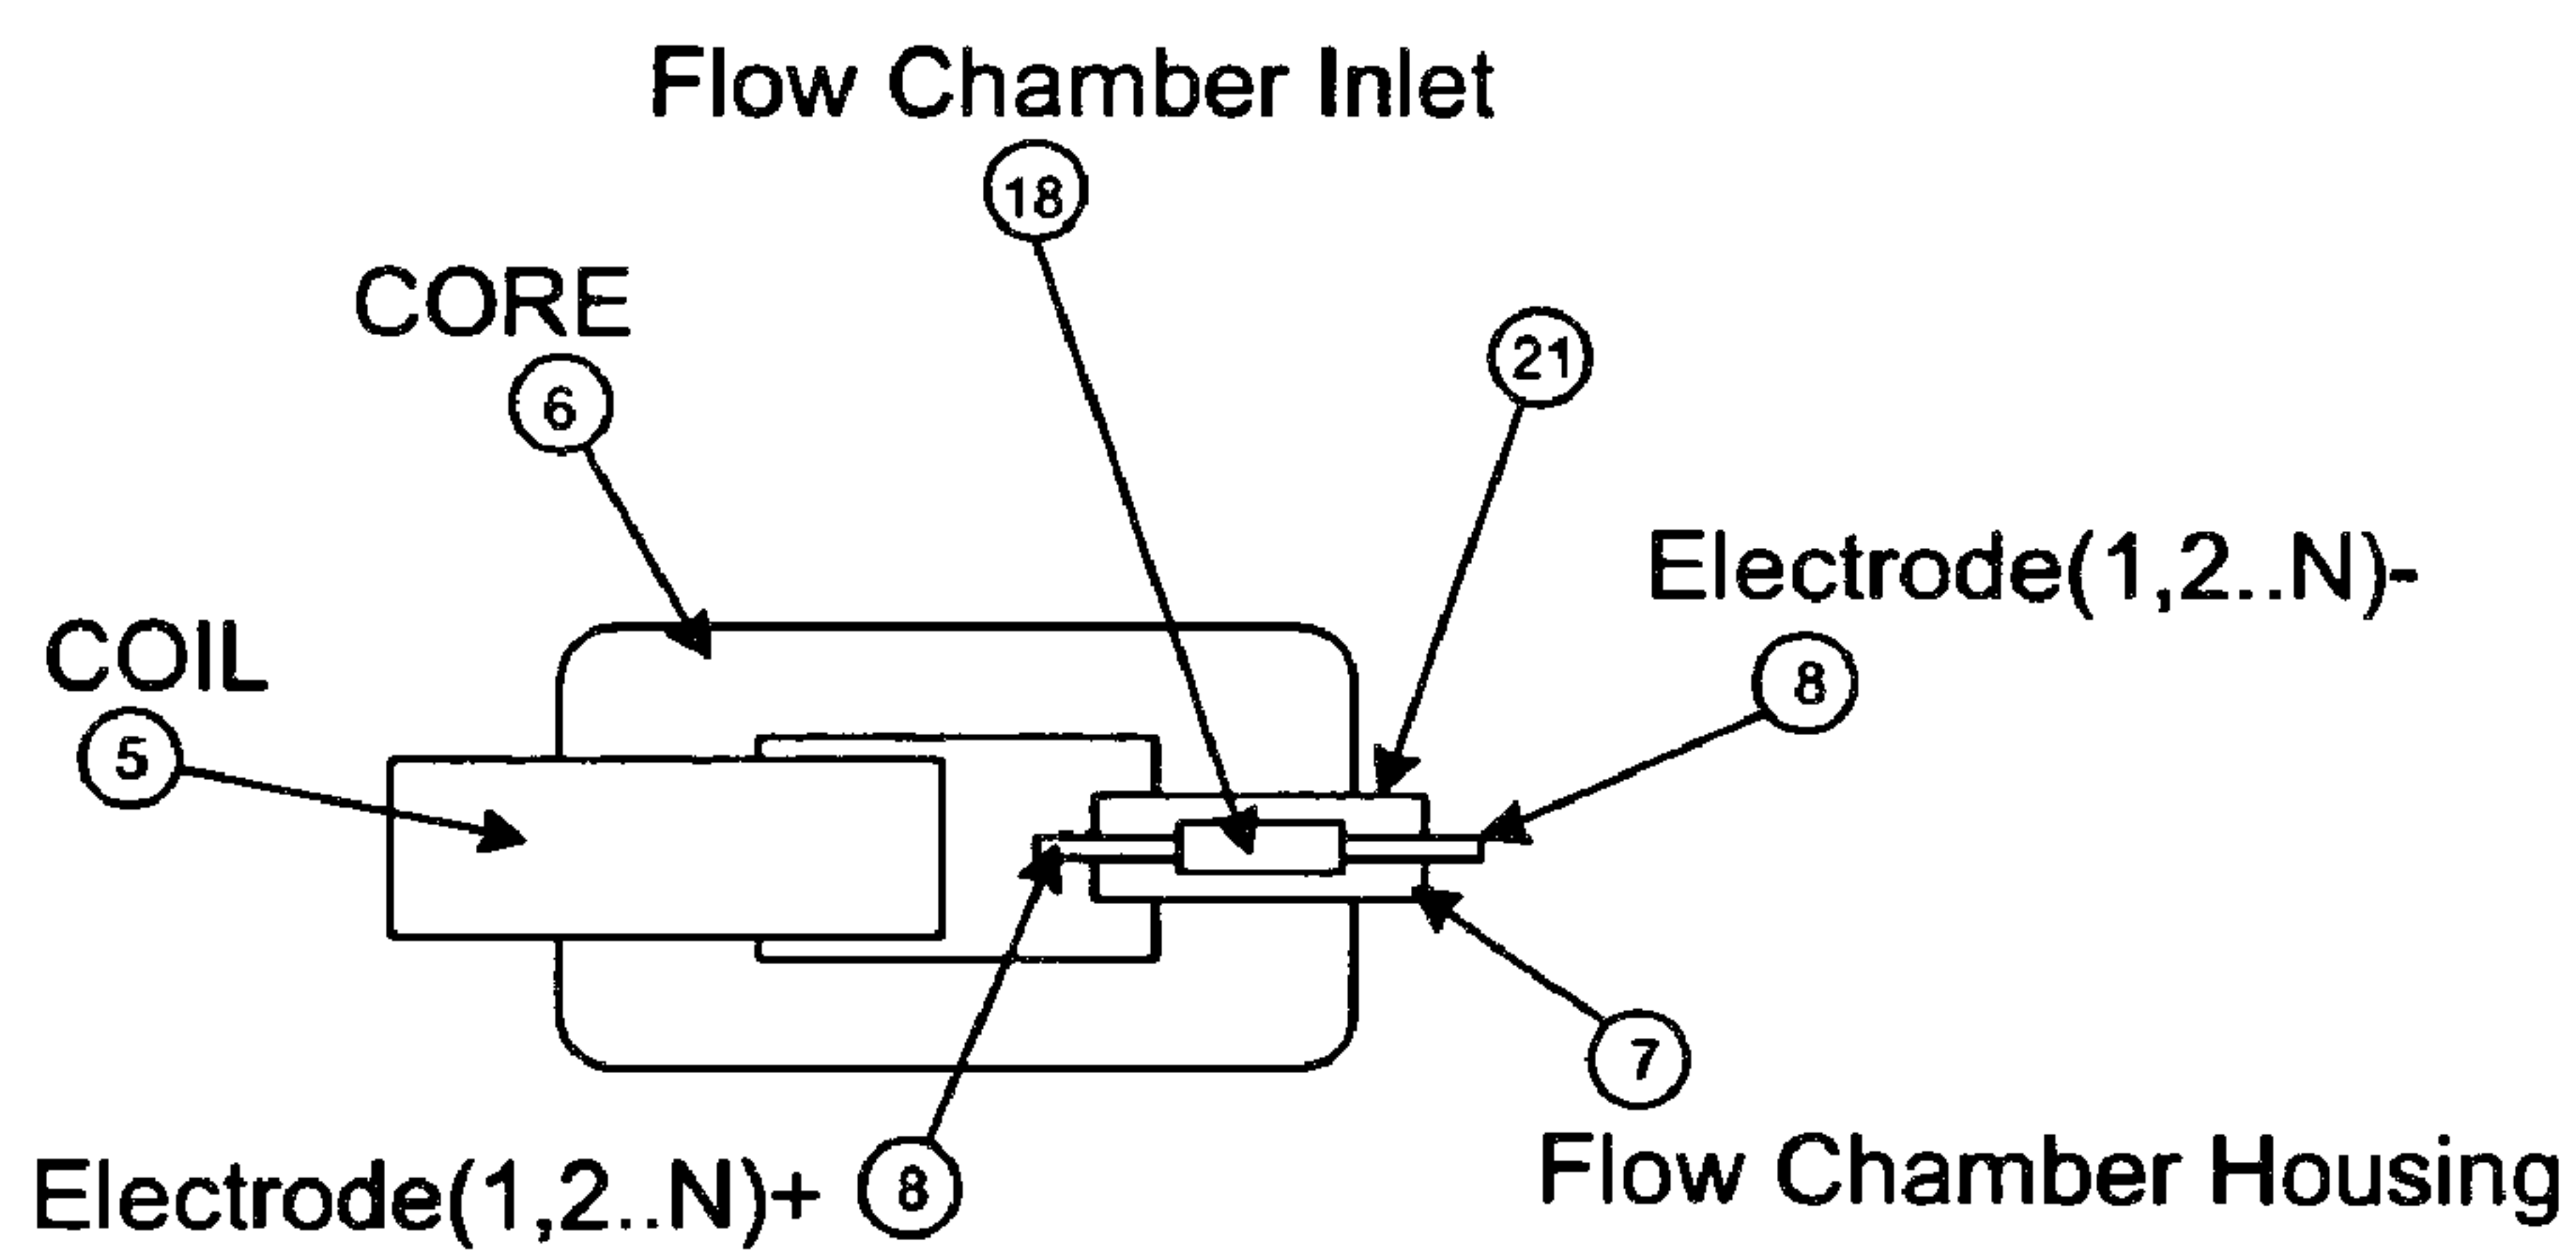 Flow Chamber Inlet
18
CORE
6
21
Electrode(1,2..N)-
8
COIL
5
7
Flow Chamber Housing
Electrode(1,2..N)+ 8